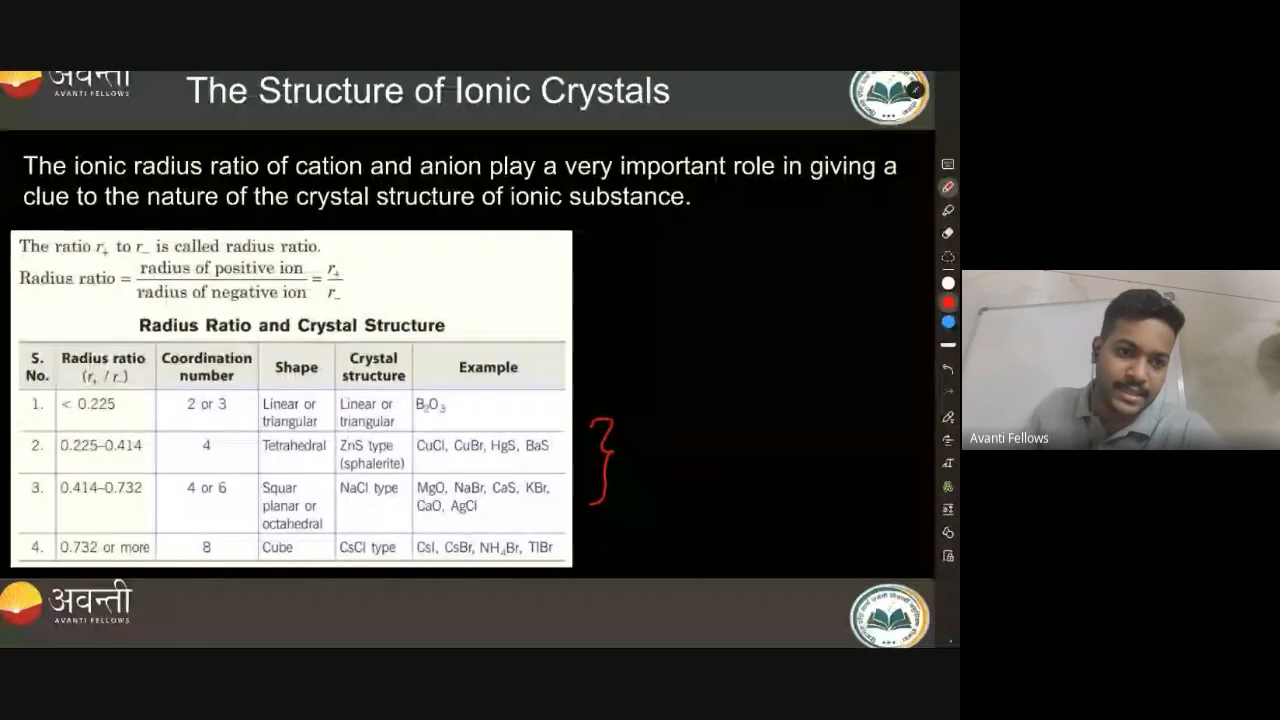 अवन्ती
AVANTI FELLOWS
The Structure of Ionic Crystals
The ionic radius ratio of cation and anion play a very important role in giving a
clue to the nature of the crystal structure of ionic substance.
The ratio r₊ to r₋ is called radius ratio.
Radius ratio = radius of positive ion / radius of negative ion = r₊ / r₋
Radius Ratio and Crystal Structure
S. No. Radius ratio (r₊ / r₋) Coordination number Shape Crystal structure Example
1. < 0.225 2 or 3 Linear or triangular Linear or triangular B₂O₃
2. 0.225–0.414 4 Tetrahedral ZnS type (sphalerite) CuCl, CuBr, HgS, BaS
3. 0.414–0.732 4 or 6 Squar planar or octahedral NaCl type MgO, NaBr, CaS, KBr, CaO, AgCl
4. 0.732 or more 8 Cube CsCl type CsI, CsBr, NH₄Br, TlBr
अवन्ती
AVANTI FELLOWS
Avanti Fellows